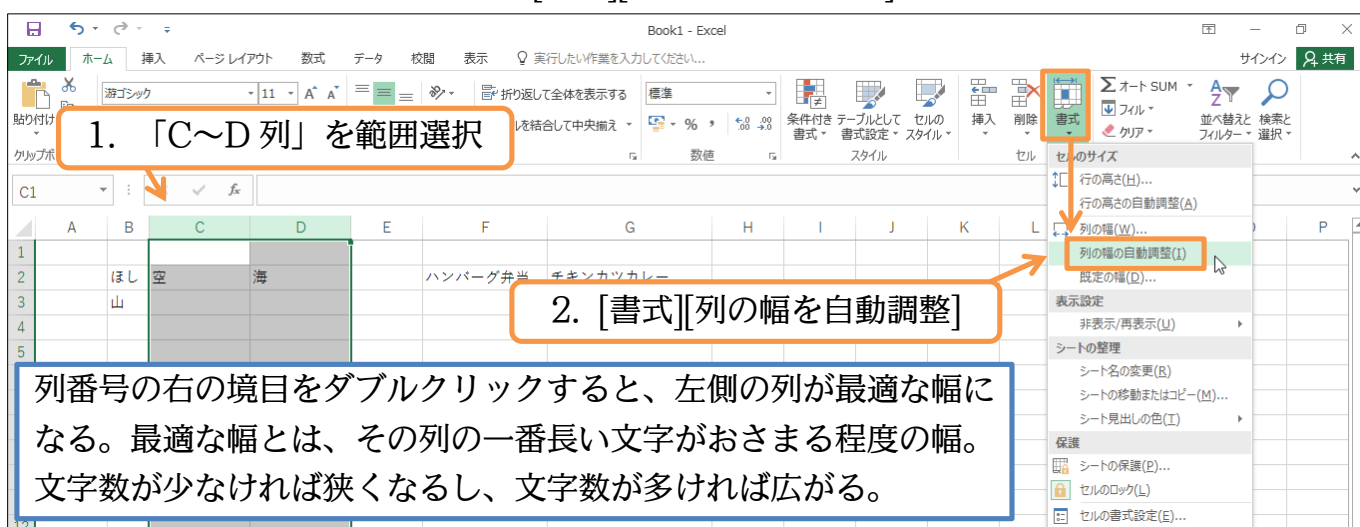 Book1 - Excel
ファイル ホーム 挿入 ページ レイアウト 数式 データ 校閲 表示 実行したい作業を入力してください... サインイン 共有
游ゴシック 11 折り返して全体を表示する 標準 Σ オート SUM
フィル
貼り付け を結合して中央揃え % 条件付き テーブルとして セルの 挿入 削除 書式 クリア 並べ替えと 検索と
書式 書式設定 スタイル フィルター 選択
数値 スタイル セル
1. 「C～D 列」を範囲選択
C1 fx
A B C D E F G H I J K L P
1
2 ほし 空 海 ハンバーグ弁当 チキンカツカレー
3 山
4
5
12
セルのサイズ
行の高さ(H)...
行の高さの自動調整(A)
列の幅(W)...
列の幅の自動調整(I)
既定の幅(D)...
表示設定
非表示/再表示(U)
シートの整理
シート名の変更(R)
シートの移動またはコピー(M)...
シート見出しの色(T)
保護
シートの保護(P)...
セルのロック(L)
セルの書式設定(E)...
2. [書式][列の幅を自動調整]
列番号の右の境目をダブルクリックすると、左側の列が最適な幅に
なる。最適な幅とは、その列の一番長い文字がおさまる程度の幅。
文字数が少なければ狭くなるし、文字数が多ければ広がる。